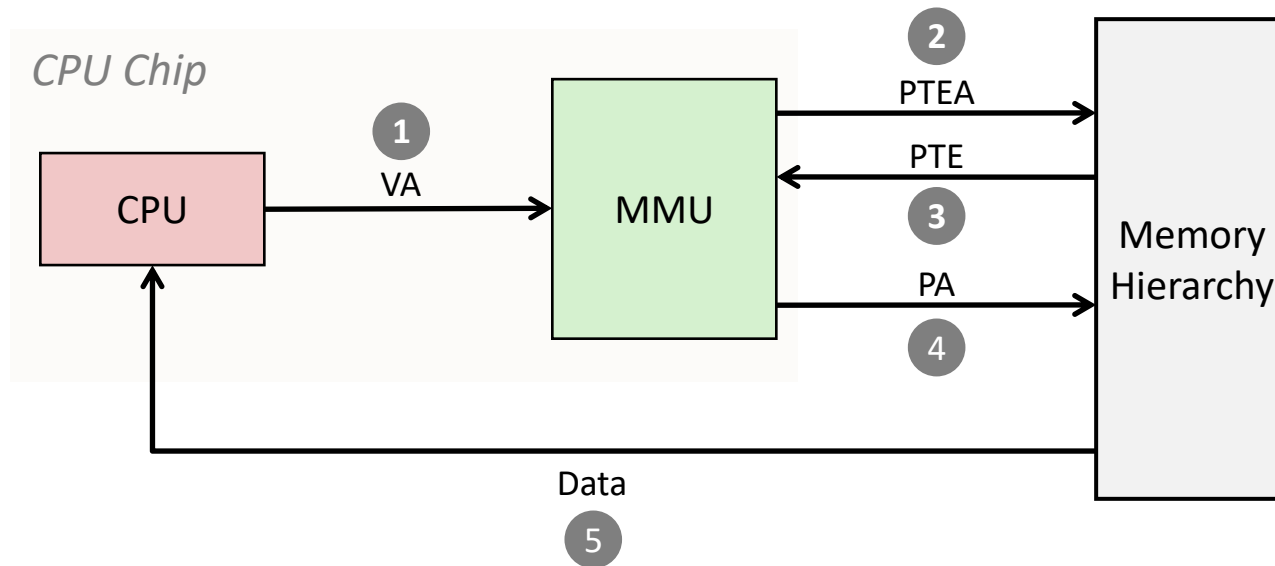 CPU Chip
2
PTEA
1
VA
PTE
CPU
MMU
3
Memory
Hierarchy
PA
4
Data
5